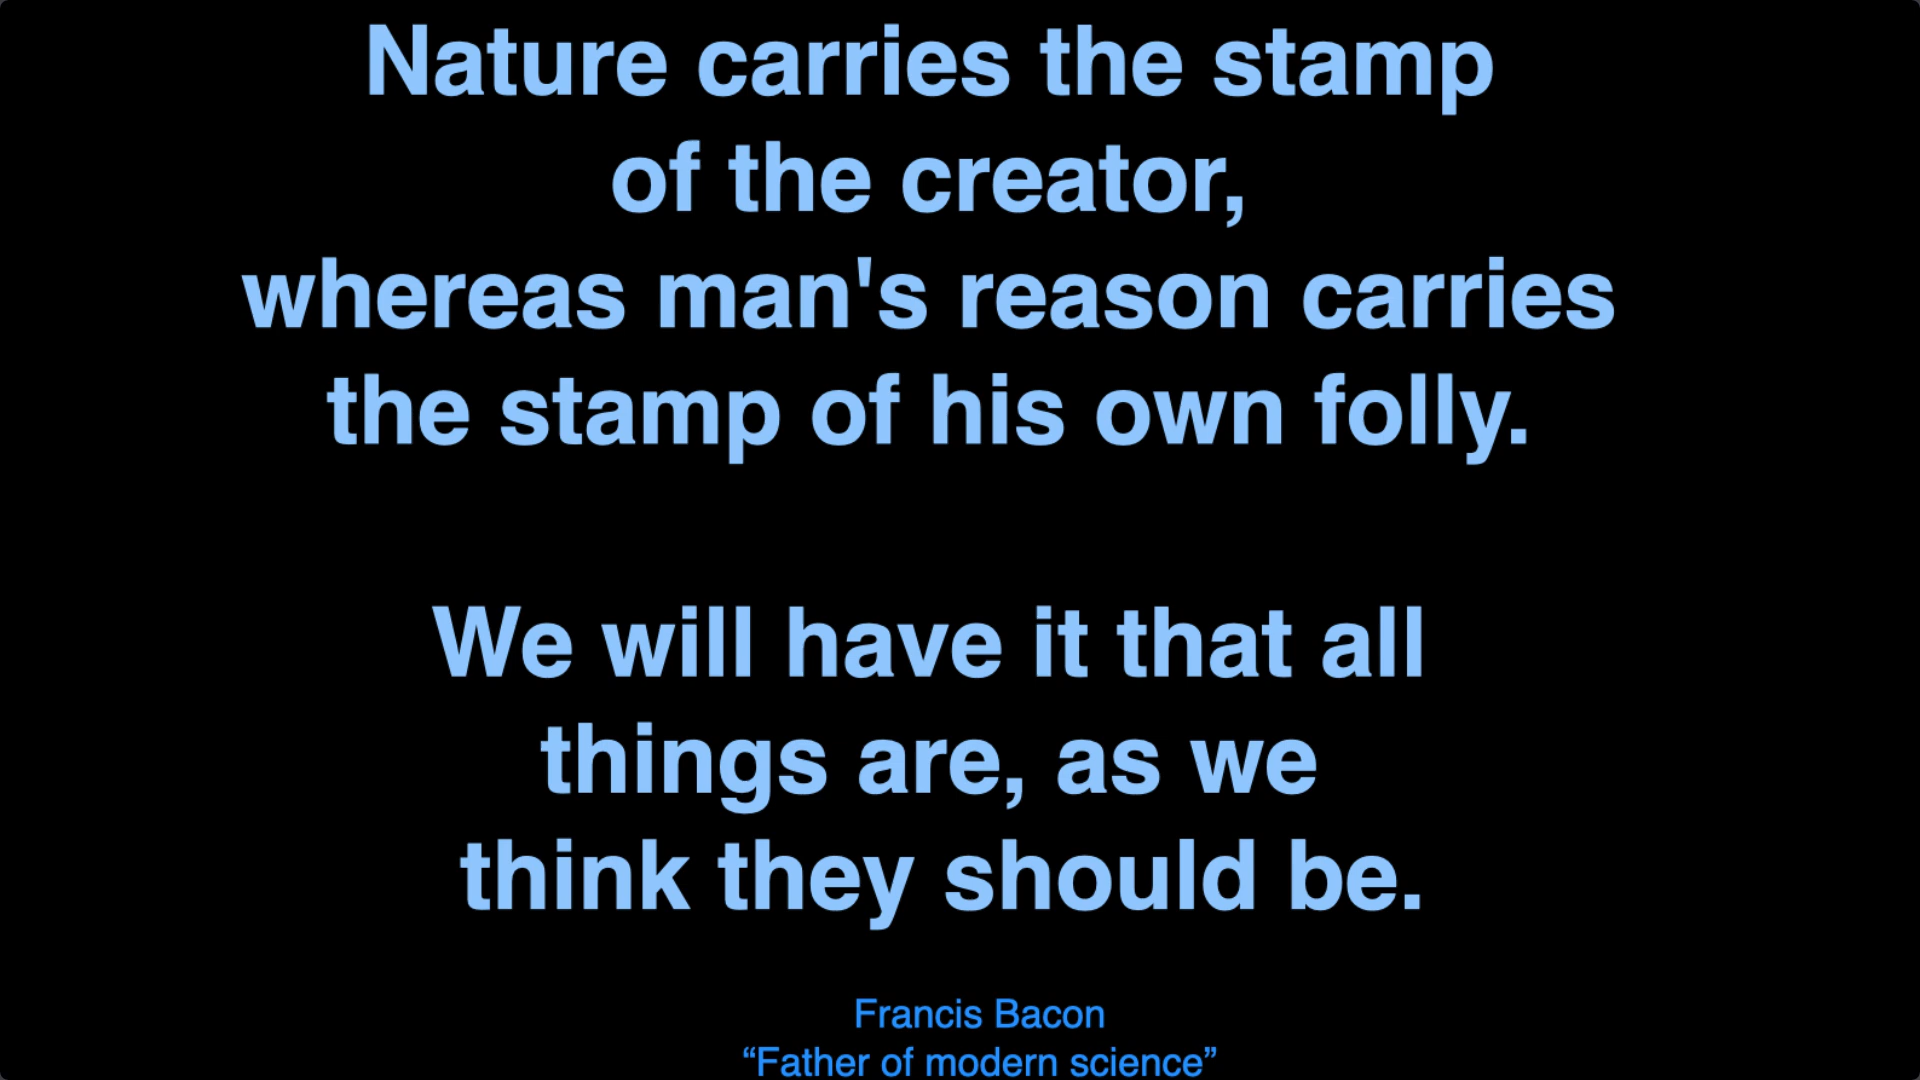 Nature carries the stamp
of the creator,
whereas man's reason carries
the stamp of his own folly.
We will have it that all
things are, as we
think they should be.
Francis Bacon
“Father of modern science”